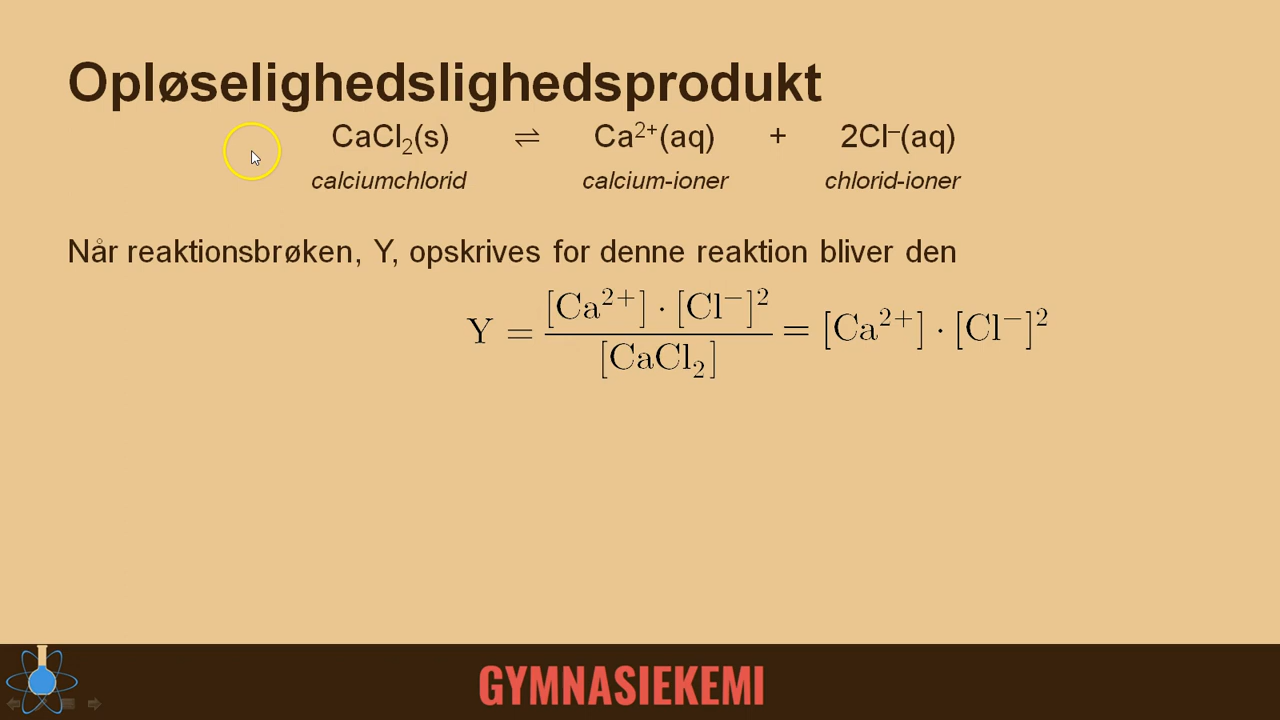 Opløselighedslighedsprodukt
CaCl₂(s) ⇌ Ca²⁺(aq) + 2Cl⁻(aq)
calciumchlorid calcium-ioner chlorid-ioner
Når reaktionsbrøken, Y, opskrives for denne reaktion bliver den
Y = [Ca²⁺] · [Cl⁻]² / [CaCl₂] = [Ca²⁺] · [Cl⁻]²
GYMNASIEKEMI